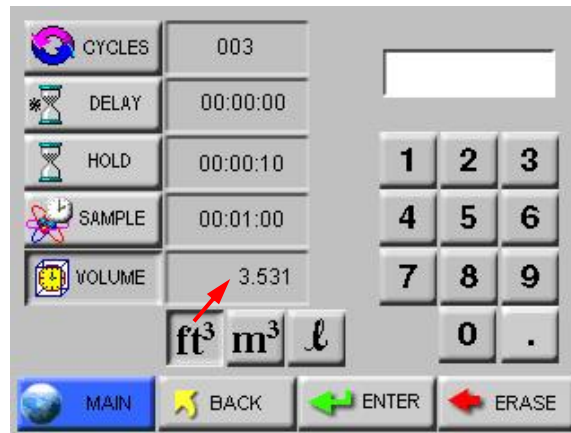 CYCLES 003
DELAY 00:00:00
HOLD 00:00:10
1 2 3
SAMPLE 00:01:00
4 5 6
VOLUME 3.531
7 8 9
ft³ m³ ℓ
0 .
MAIN BACK ENTER ERASE